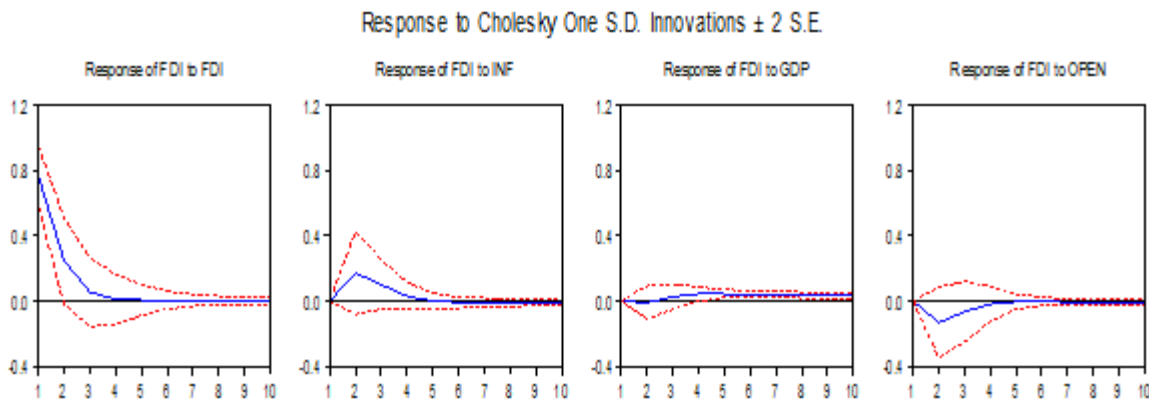 Response to Cholesky One S.D. Innovations ± 2 S.E.
Response of FDI to FDI
Response of FDI to INF
Response of FDI to GDP
Response of FDI to OPEN
1.2 1.2 1.2 1.2
0.8 0.8 0.8 0.8
0.4 0.4 0.4 0.4
0.0 0.0 0.0 0.0
-0.4 -0.4 -0.4 -0.4
1 2 3 4 5 6 7 8 9 10
1 2 3 4 5 6 7 8 9 10
1 2 3 4 5 6 7 8 9 10
1 2 3 4 5 6 7 8 9 10